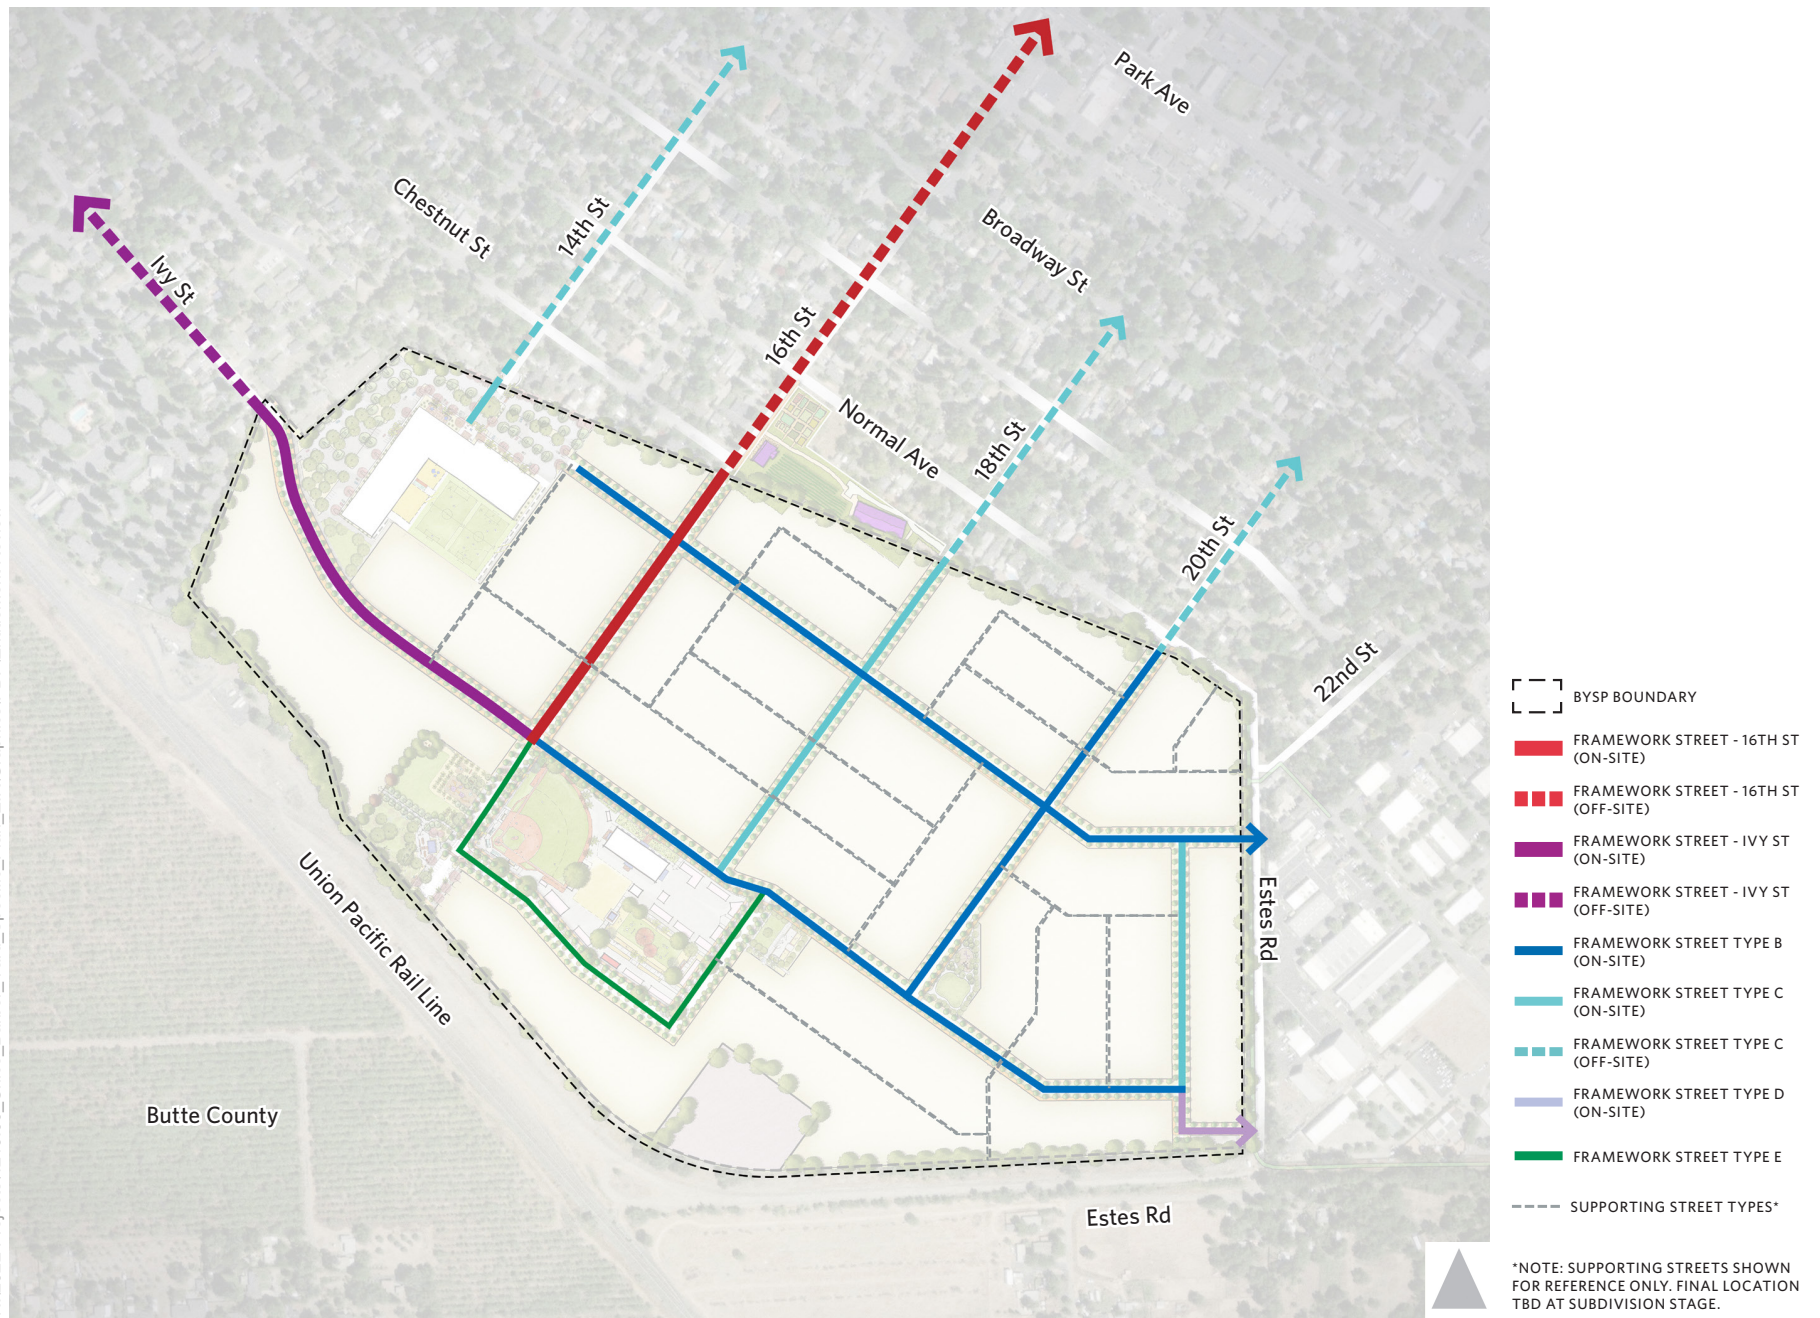 Park Ave
Chestnut St
14th St
Broadway St
Ivy St
16th St
Normal Ave
18th St
20th St
22nd St
Union Pacific Rail Line
Estes Rd
Butte County
Estes Rd
BYSP BOUNDARY
FRAMEWORK STREET - 16TH ST
(ON-SITE)
FRAMEWORK STREET - 16TH ST
(OFF-SITE)
FRAMEWORK STREET - IVY ST
(ON-SITE)
FRAMEWORK STREET - IVY ST
(OFF-SITE)
FRAMEWORK STREET TYPE B
(ON-SITE)
FRAMEWORK STREET TYPE C
(ON-SITE)
FRAMEWORK STREET TYPE C
(OFF-SITE)
FRAMEWORK STREET TYPE D
(ON-SITE)
FRAMEWORK STREET TYPE E
SUPPORTING STREET TYPES*
*NOTE: SUPPORTING STREETS SHOWN
FOR REFERENCE ONLY. FINAL LOCATION
TBD AT SUBDIVISION STAGE.